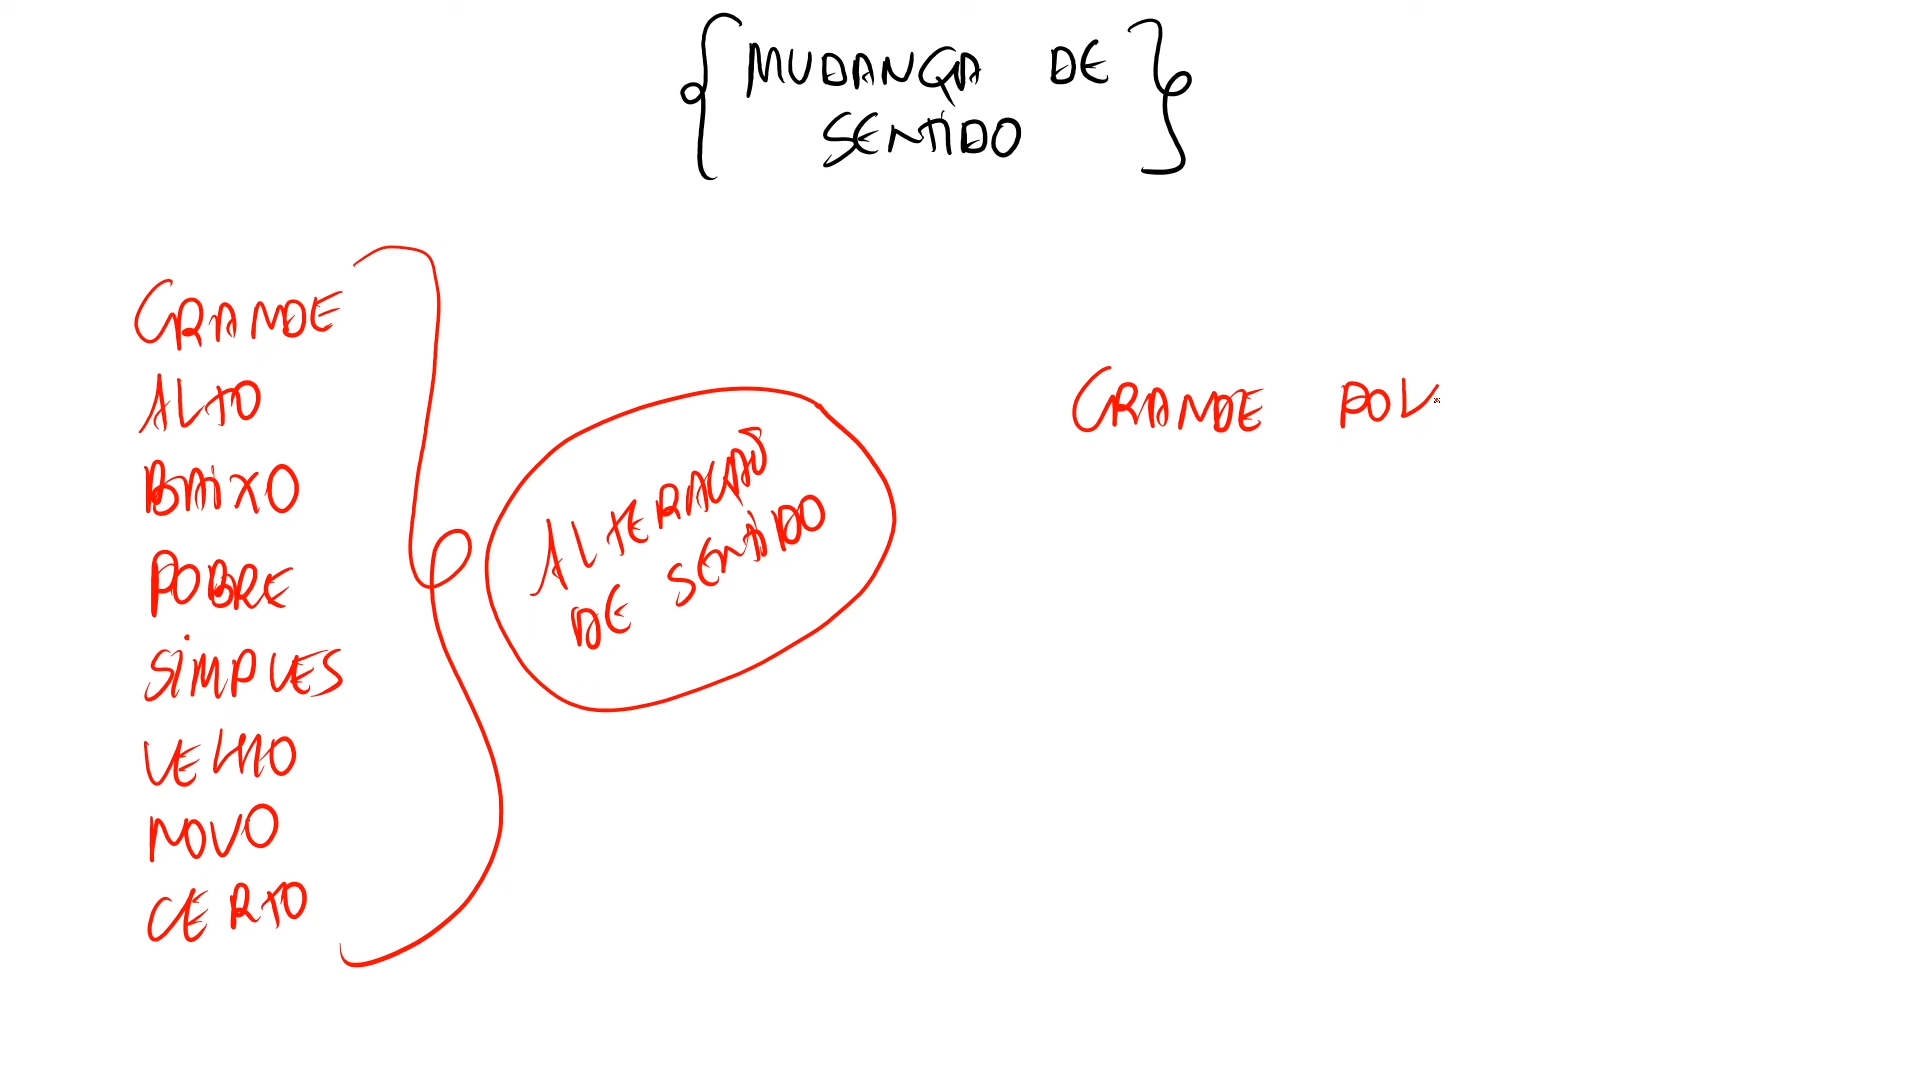 MUDANÇA DE
SENTIDO
GRANDE
ALTO
BAIXO
POBRE
SIMPLES
VELHO
NOVO
CERTO
ALTERAÇÃO
DE SENTIDO
GRANDE POV